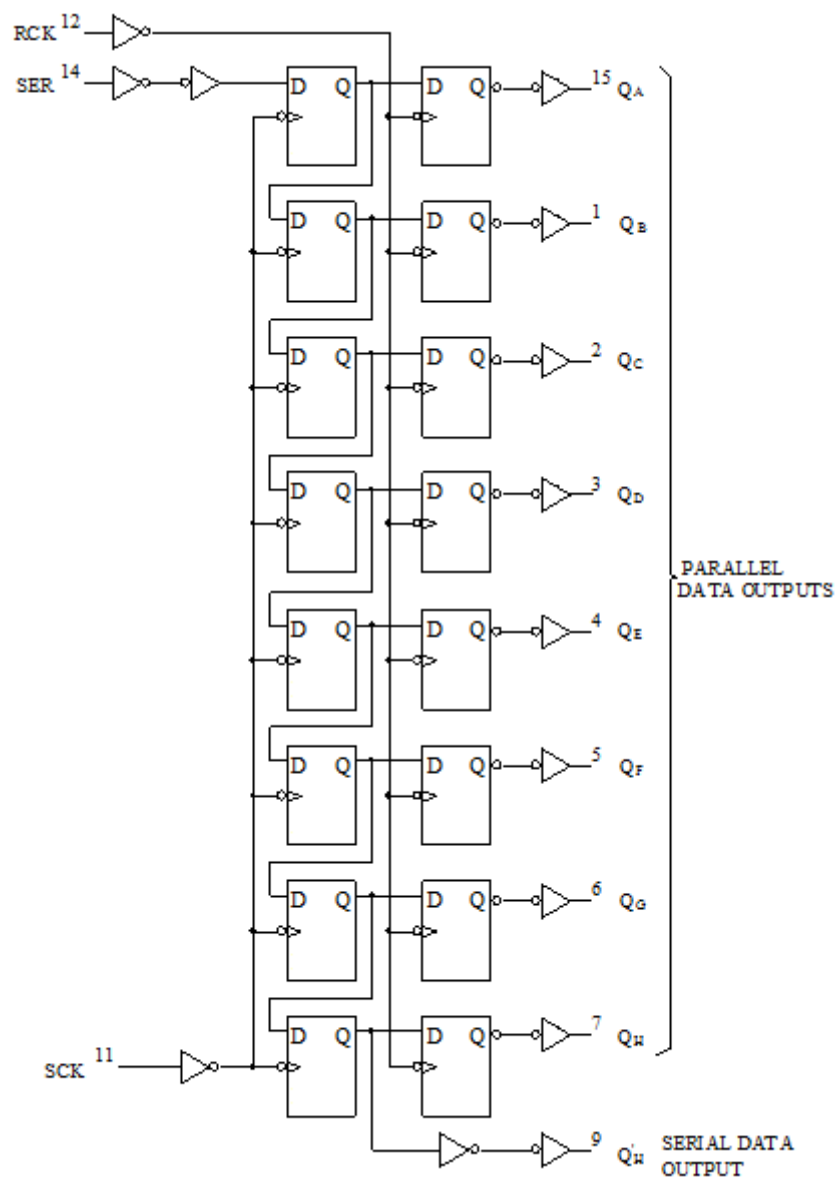 RCK 12
SER 14
D Q D Q 15 QA
D Q D Q 1 QB
D Q D Q 2 QC
D Q D Q 3 QD
PARALLEL
DATA OUTPUTS
D Q D Q 4 QE
D Q D Q 5 QF
D Q D Q 6 QG
D Q D Q 7 QH
SCK 11
9 Q'H SERIAL DATA
OUTPUT